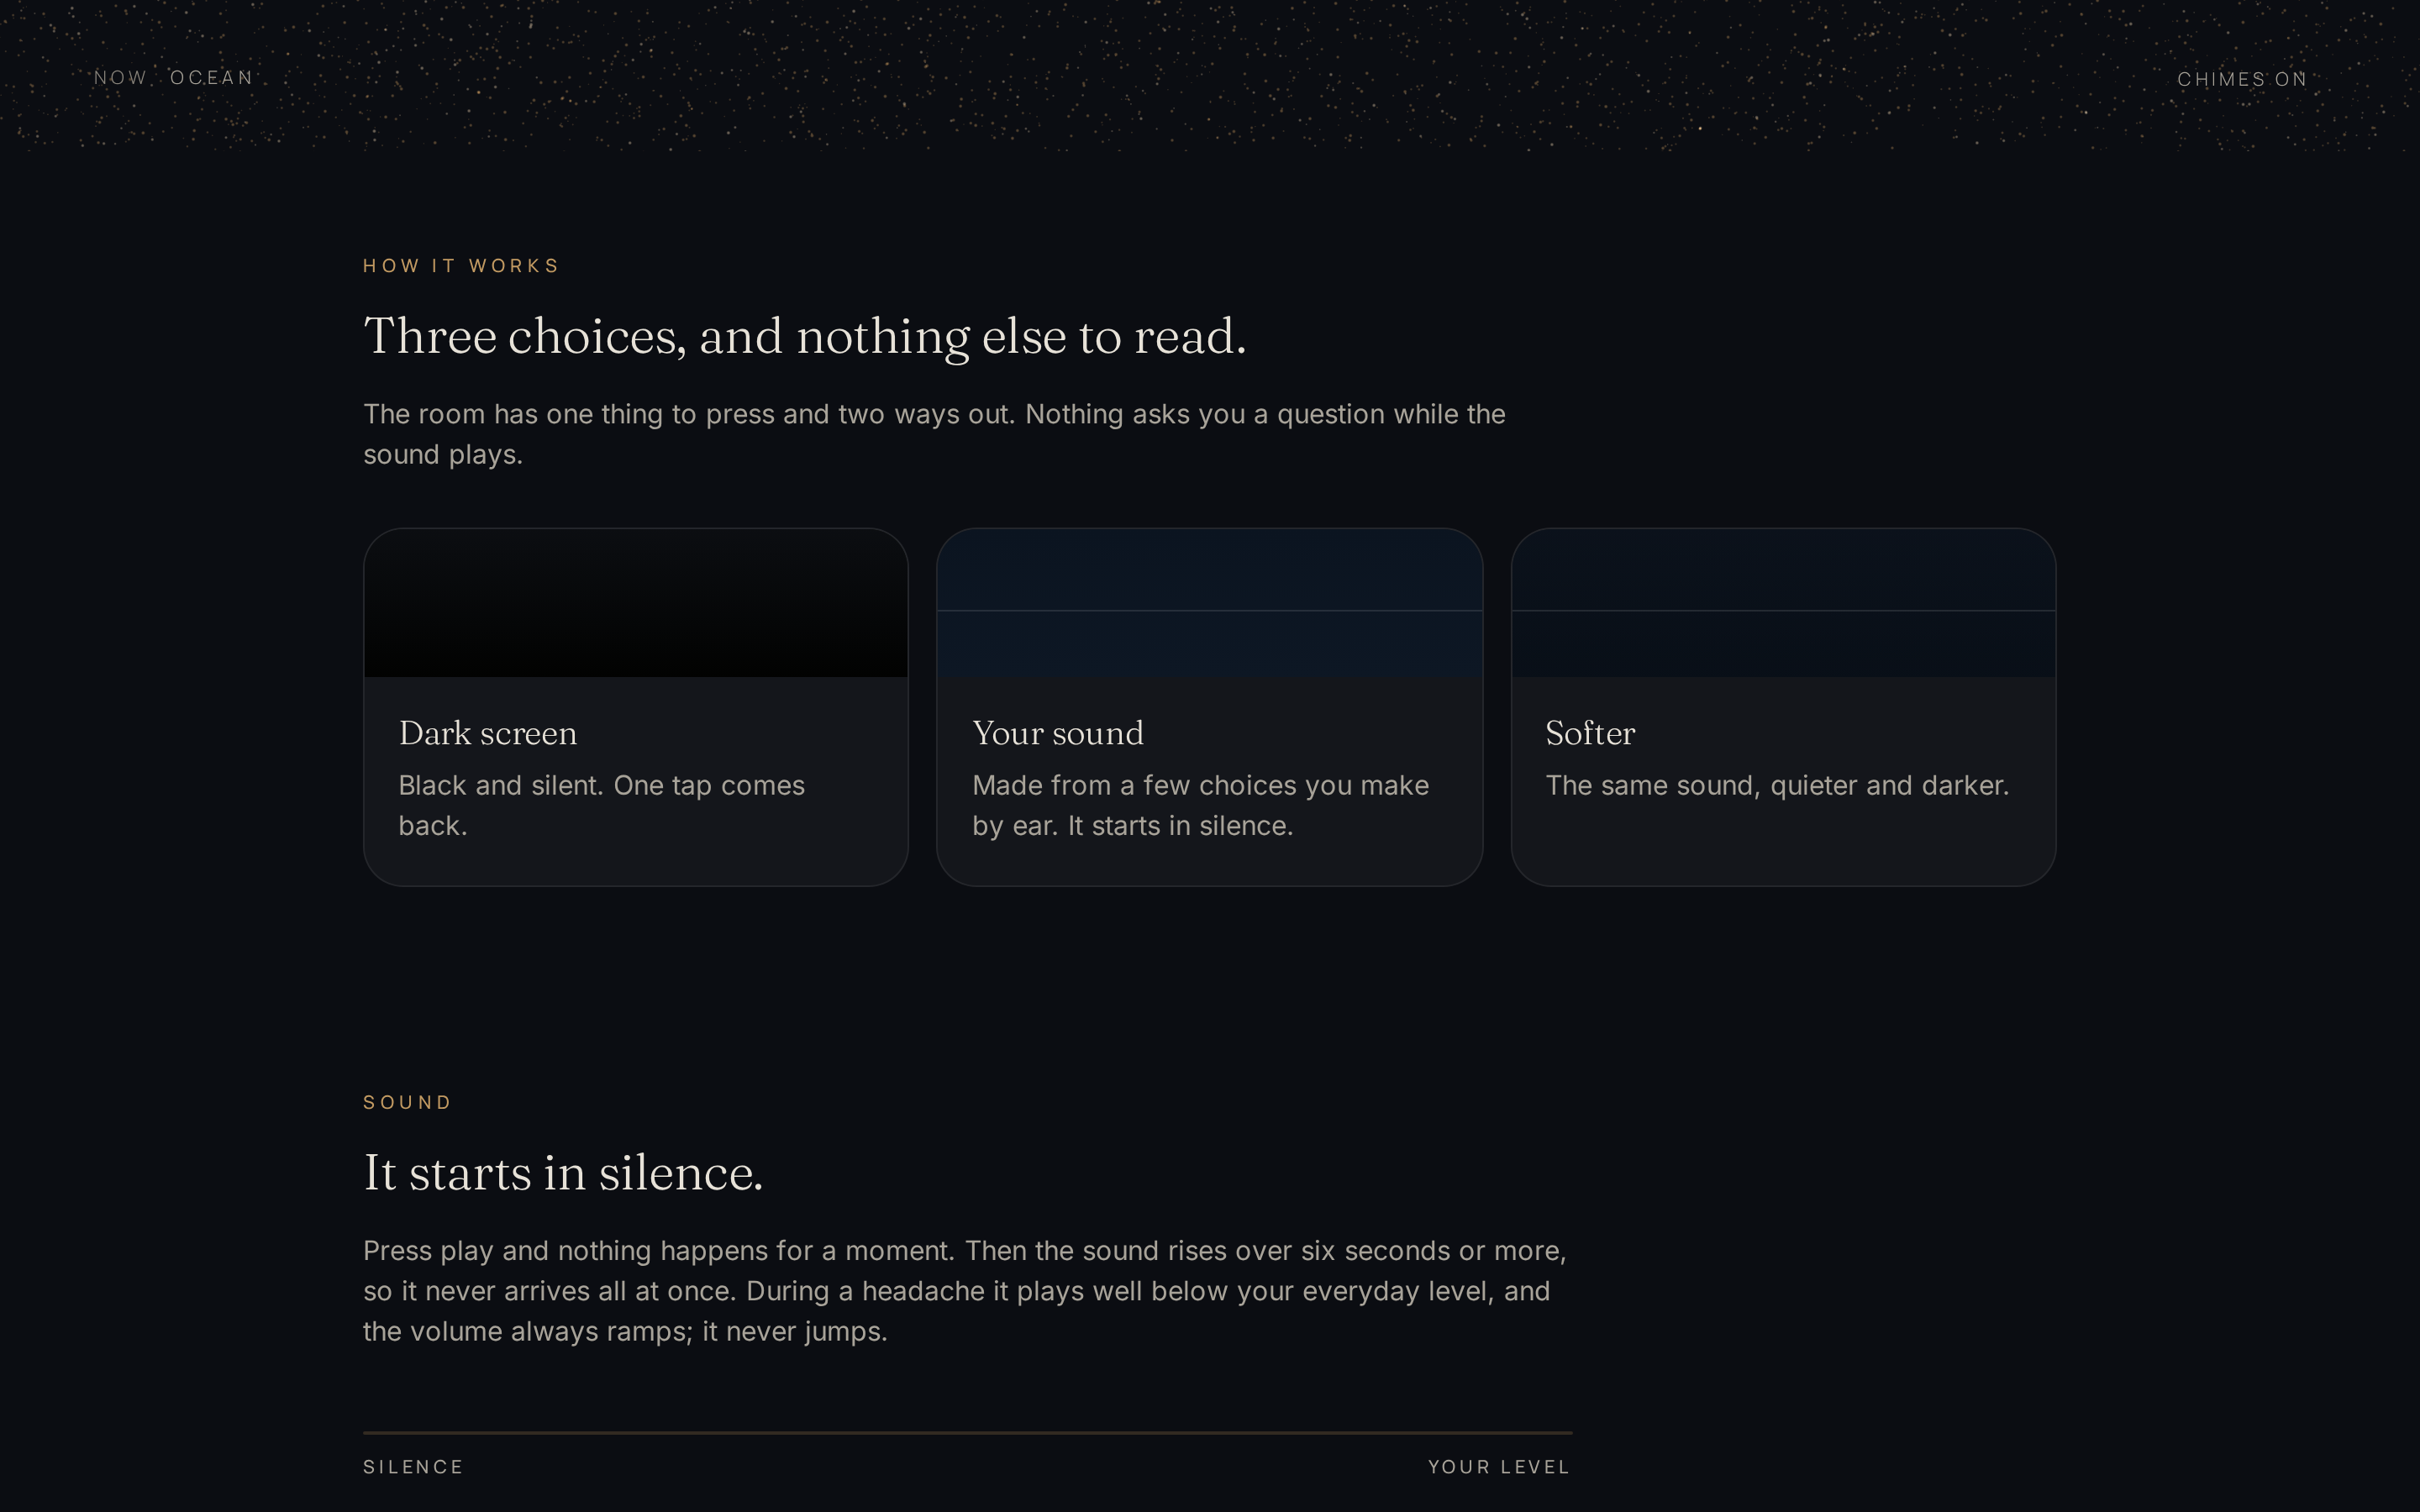 NOW OCEAN
CHIMES ON
HOW IT WORKS
Three choices, and nothing else to read.
The room has one thing to press and two ways out. Nothing asks you a question while the
sound plays.
Dark screen
Black and silent. One tap comes
back.
Your sound
Made from a few choices you make
by ear. It starts in silence.
Softer
The same sound, quieter and darker.
SOUND
It starts in silence.
Press play and nothing happens for a moment. Then the sound rises over six seconds or more,
so it never arrives all at once. During a headache it plays well below your everyday level, and
the volume always ramps; it never jumps.
SILENCE
YOUR LEVEL